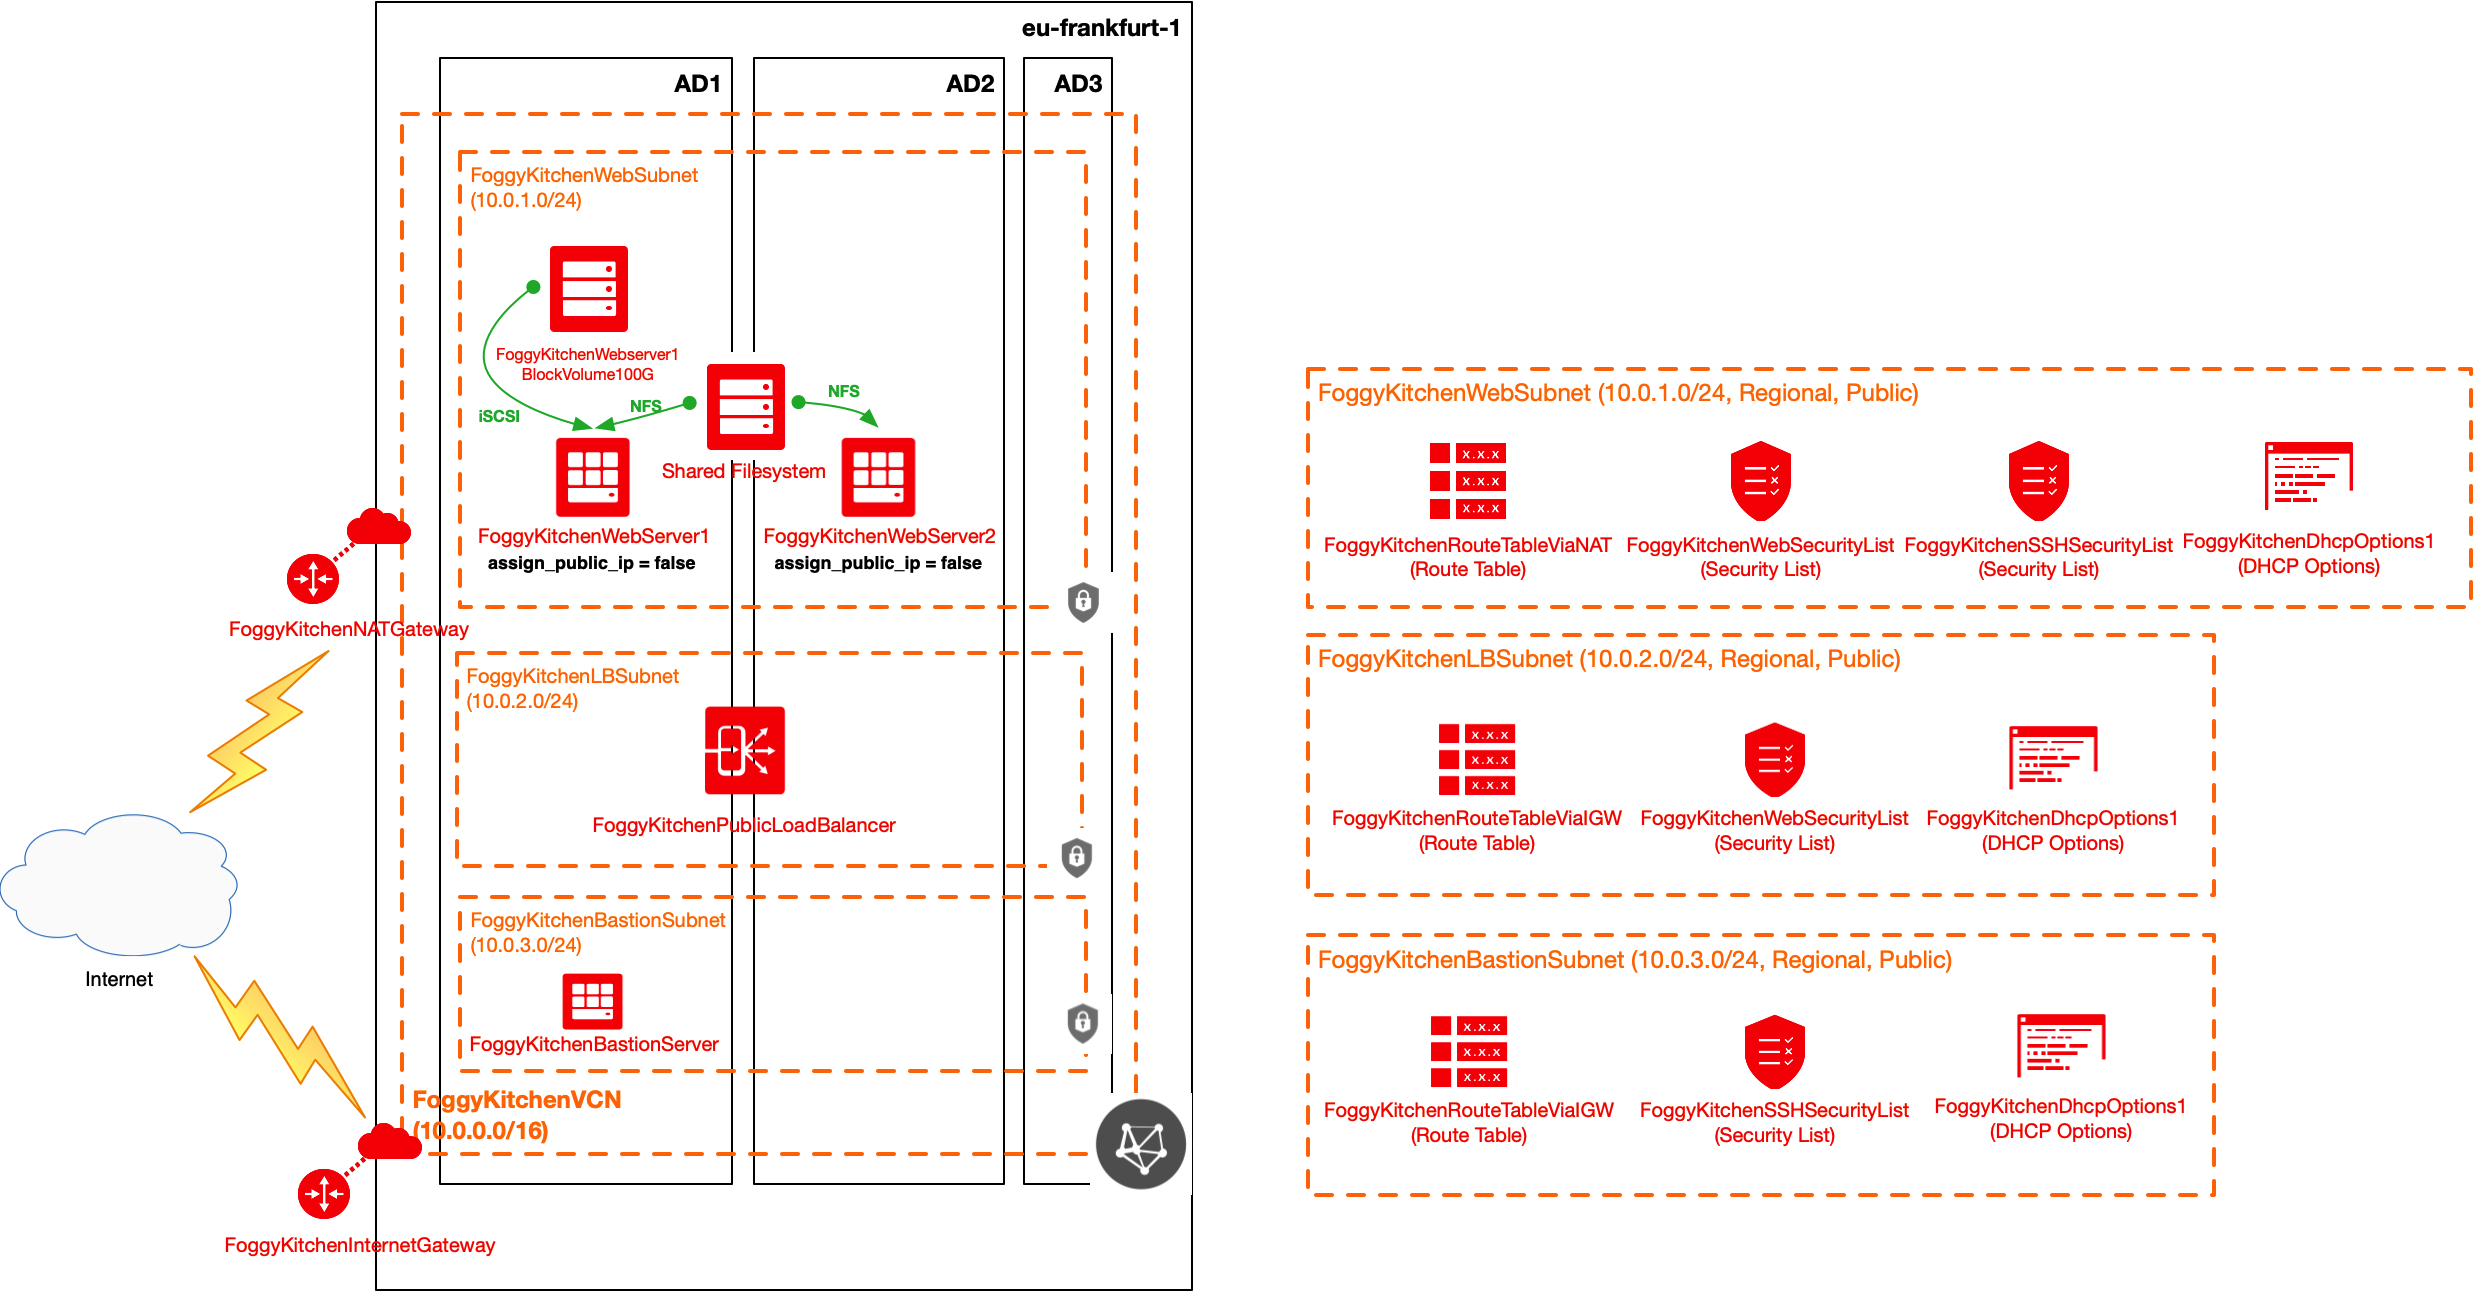 eu-frankfurt-1
AD1
AD2
AD3
FoggyKitchenWebSubnet
(10.0.1.0/24)
FoggyKitchenWebserver1
BlockVolume100G
iSCSI
NFS
NFS
Shared Filesystem
FoggyKitchenWebServer1
assign_public_ip = false
FoggyKitchenWebServer2
assign_public_ip = false
FoggyKitchenNATGateway
FoggyKitchenLBSubnet
(10.0.2.0/24)
FoggyKitchenPublicLoadBalancer
FoggyKitchenBastionSubnet
(10.0.3.0/24)
FoggyKitchenBastionServer
Internet
FoggyKitchenVCN
(10.0.0.0/16)
FoggyKitchenInternetGateway
FoggyKitchenWebSubnet (10.0.1.0/24, Regional, Public)
X.X.X
X.X.X
X.X.X
FoggyKitchenRouteTableViaNAT
(Route Table)
FoggyKitchenWebSecurityList
(Security List)
FoggyKitchenSSHSecurityList
(Security List)
FoggyKitchenDhcpOptions1
(DHCP Options)
FoggyKitchenLBSubnet (10.0.2.0/24, Regional, Public)
X.X.X
X.X.X
X.X.X
FoggyKitchenRouteTableViaIGW
(Route Table)
FoggyKitchenWebSecurityList
(Security List)
FoggyKitchenDhcpOptions1
(DHCP Options)
FoggyKitchenBastionSubnet (10.0.3.0/24, Regional, Public)
X.X.X
X.X.X
X.X.X
FoggyKitchenRouteTableViaIGW
(Route Table)
FoggyKitchenSSHSecurityList
(Security List)
FoggyKitchenDhcpOptions1
(DHCP Options)